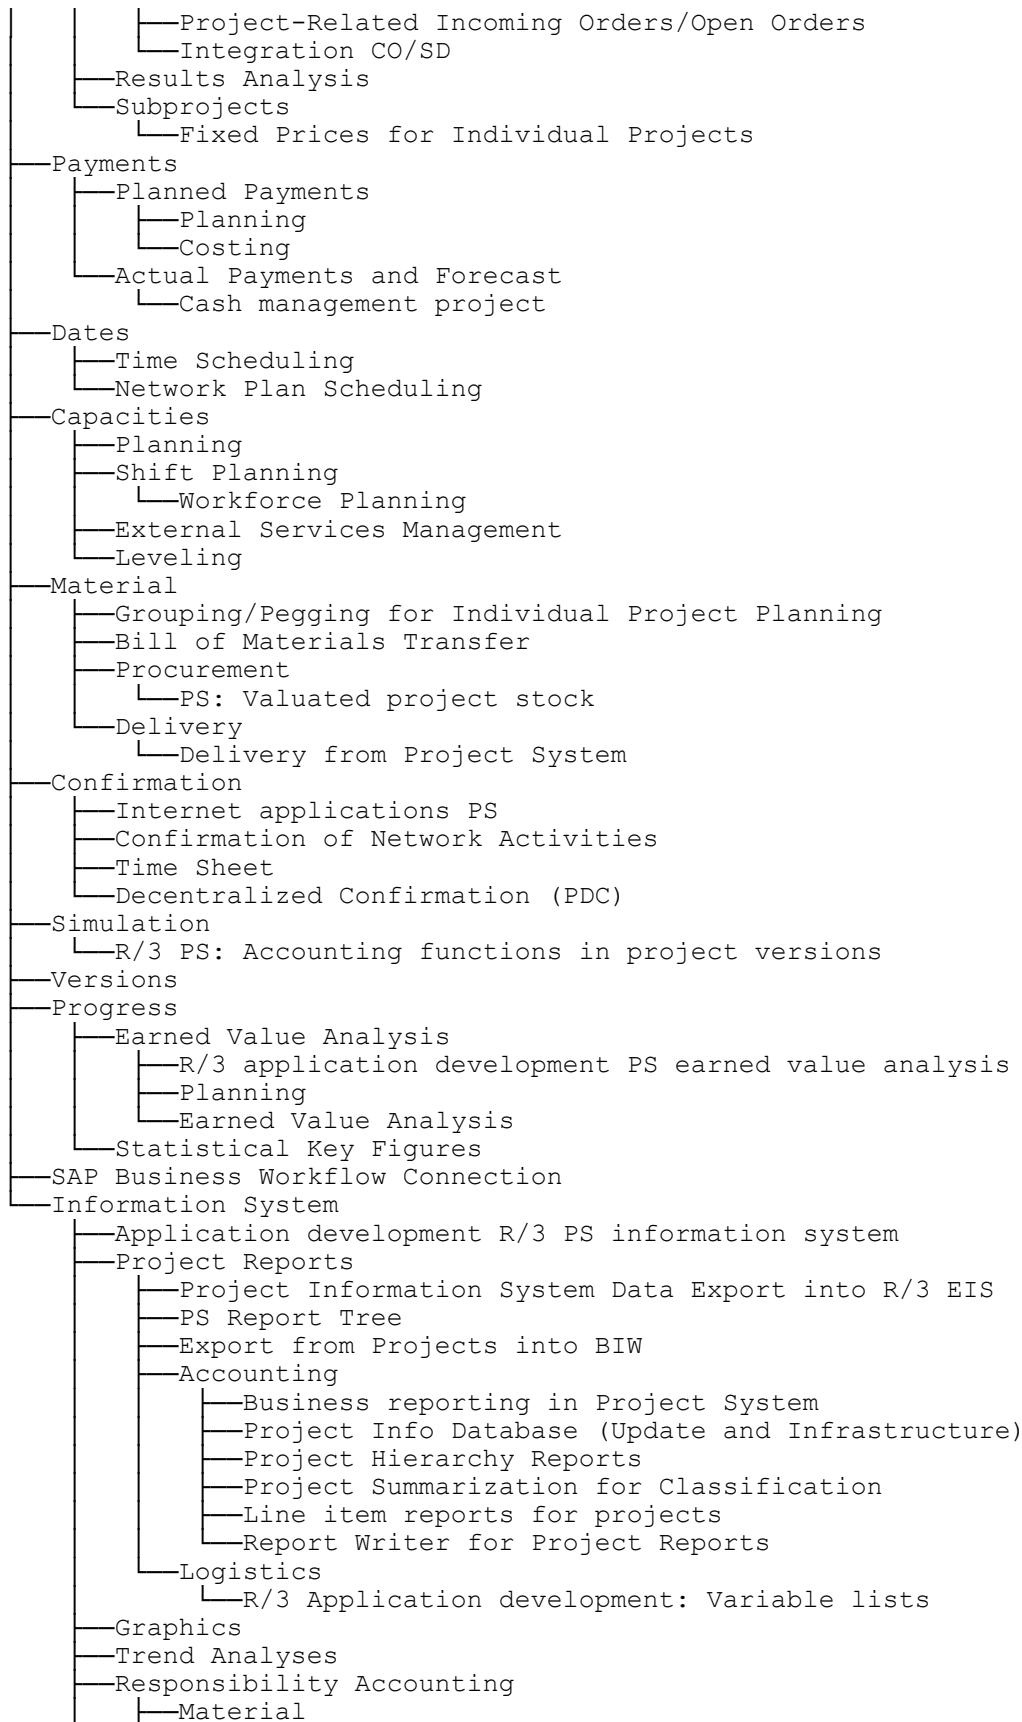 Project-Related Incoming Orders/Open Orders
Integration CO/SD
Results Analysis
Subprojects
Fixed Prices for Individual Projects
Payments
Planned Payments
Planning
Costing
Actual Payments and Forecast
Cash management project
Dates
Time Scheduling
Network Plan Scheduling
Capacities
Planning
Shift Planning
Workforce Planning
External Services Management
Leveling
Material
Grouping/Pegging for Individual Project Planning
Bill of Materials Transfer
Procurement
PS: Valuated project stock
Delivery
Delivery from Project System
Confirmation
Internet applications PS
Confirmation of Network Activities
Time Sheet
Decentralized Confirmation (PDC)
Simulation
R/3 PS: Accounting functions in project versions
Versions
Progress
Earned Value Analysis
R/3 application development PS earned value analysis
Planning
Earned Value Analysis
Statistical Key Figures
SAP Business Workflow Connection
Information System
Application development R/3 PS information system
Project Reports
Project Information System Data Export into R/3 EIS
PS Report Tree
Export from Projects into BIW
Accounting
Business reporting in Project System
Project Info Database (Update and Infrastructure)
Project Hierarchy Reports
Project Summarization for Classification
Line item reports for projects
Report Writer for Project Reports
Logistics
R/3 Application development: Variable lists
Graphics
Trend Analyses
Responsibility Accounting
Material